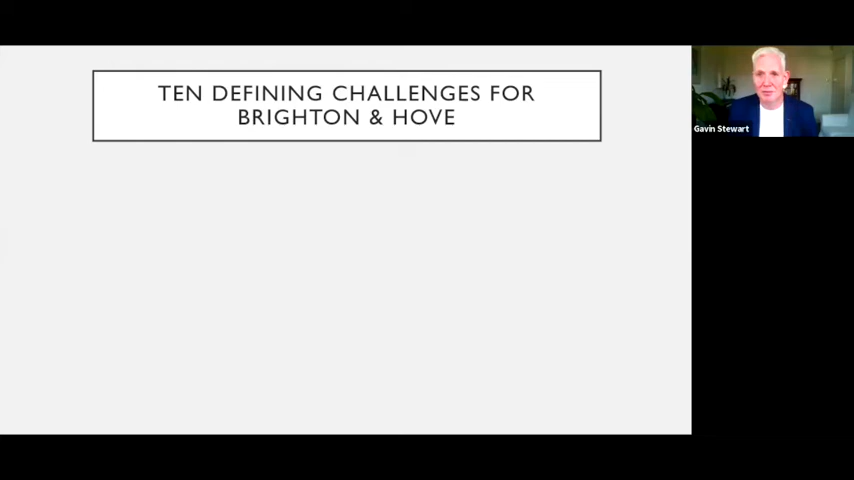 TEN DEFINING CHALLENGES FOR
BRIGHTON & HOVE
Gavin Stewart